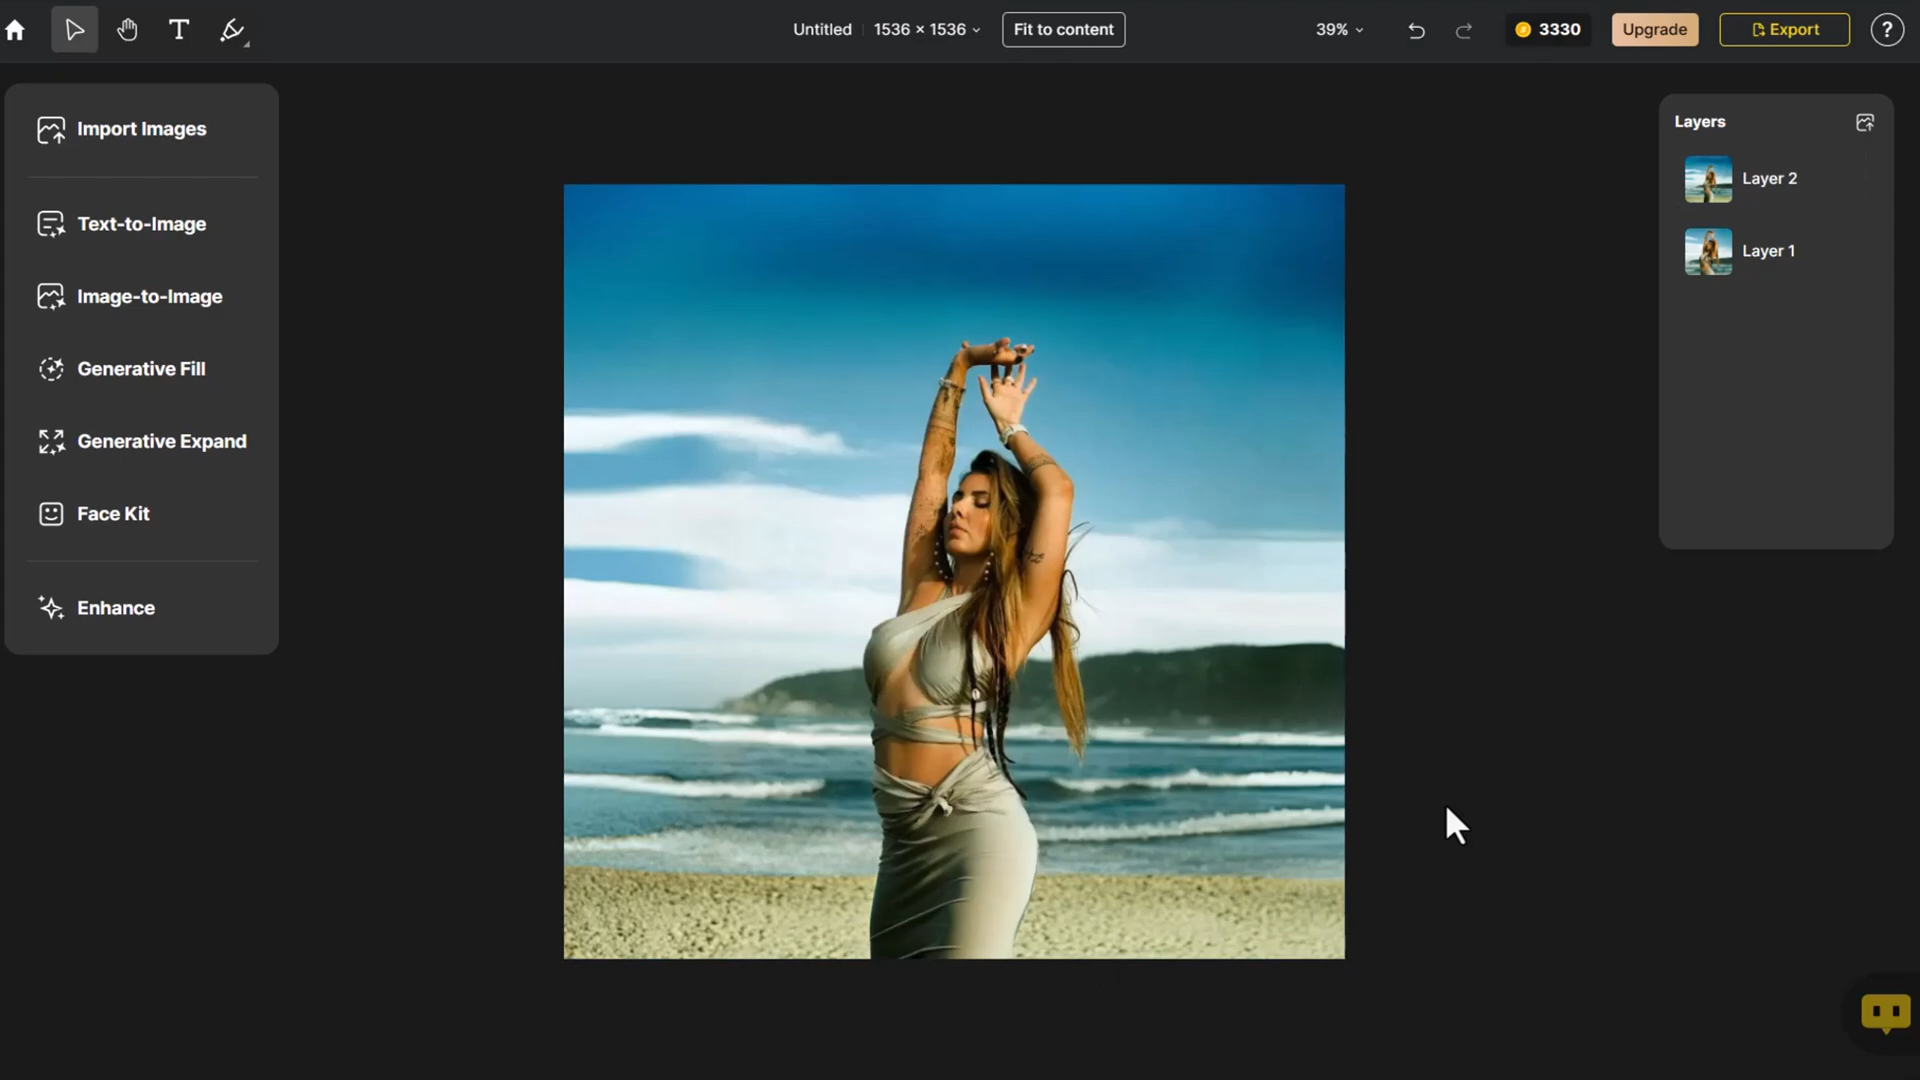 Untitled
1536 × 1536
Fit to content
39%
3330
Upgrade
Export
?
Import Images
Text-to-Image
Image-to-Image
Generative Fill
Generative Expand
Face Kit
Enhance
Layers
Layer 2
Layer 1